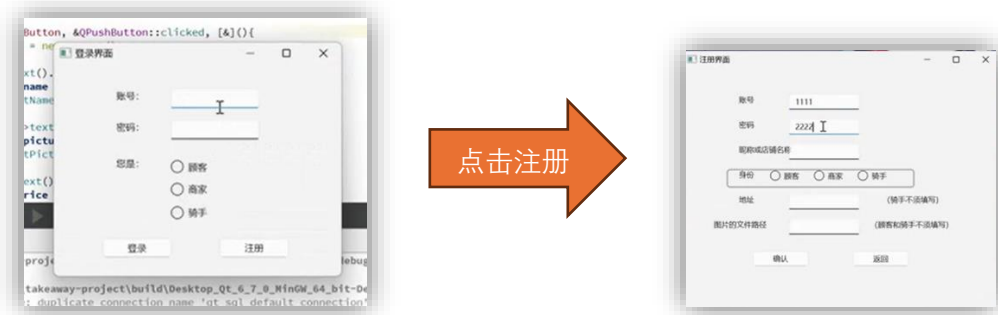 Button, &QPushButton::clicked, [&](){
= ne
登录界面
xt().
name
tName
>text
pictu
tPict
ext()
rice
账号：
密码：
您是：
顾客
商家
骑手
登录
注册
proje
debug
takeaway-project\build\Desktop_Qt_6_7_0_MinGW_64_bit-De
: duplicate connection name 'qt_sql_default_connection'
点击注册
注册界面
账号 1111
密码 2222
昵称或店铺名称
身份 顾客 商家 骑手
地址 (骑手不须填写)
图片的文件路径 (顾客和骑手不须填写)
确认 返回